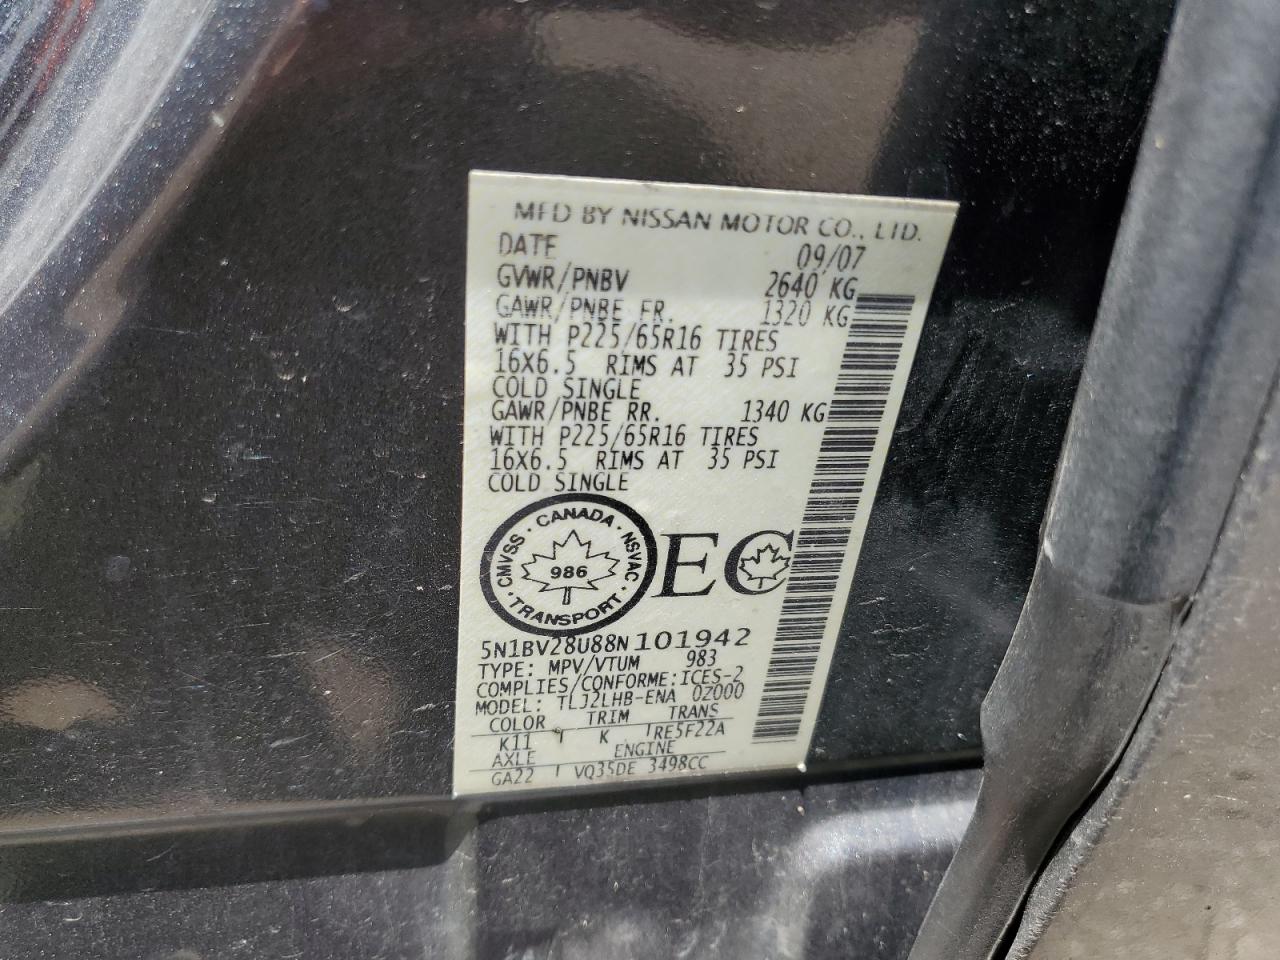 MFD BY NISSAN MOTOR CO., LTD.
DATE 09/07
GVWR/PNBV 2640 KG
GAWR/PNBE FR. 1320 KG
WITH P225/65R16 TIRES
16X6.5 RIMS AT 35 PSI
COLD SINGLE
GAWR/PNBE RR. 1340 KG
WITH P225/65R16 TIRES
16X6.5 RIMS AT 35 PSI
COLD SINGLE
CMVSS · CANADA · NSVAC · TRANSPORT ·
986
EC
5N1BV28U88N101942
TYPE: MPV/VTUM 983
COMPLIES/CONFORME:ICES-2
MODEL: TLJ2LHB-ENA 0Z000
COLOR TRIM TRANS
K11 K RE5F22A
AXLE ENGINE
GA22 VQ35DE 3498CC